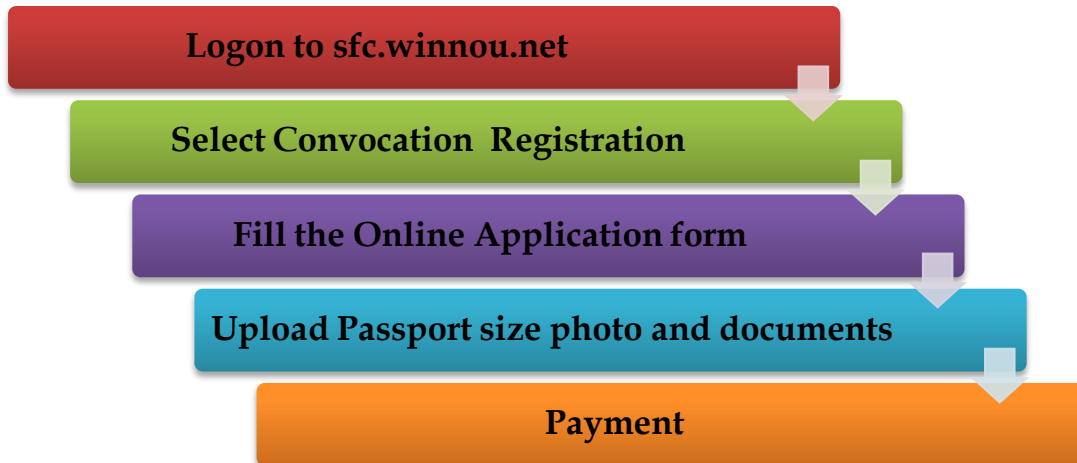 Logon to sfc.winnou.net
Select Convocation Registration
Fill the Online Application form
Upload Passport size photo and documents
Payment